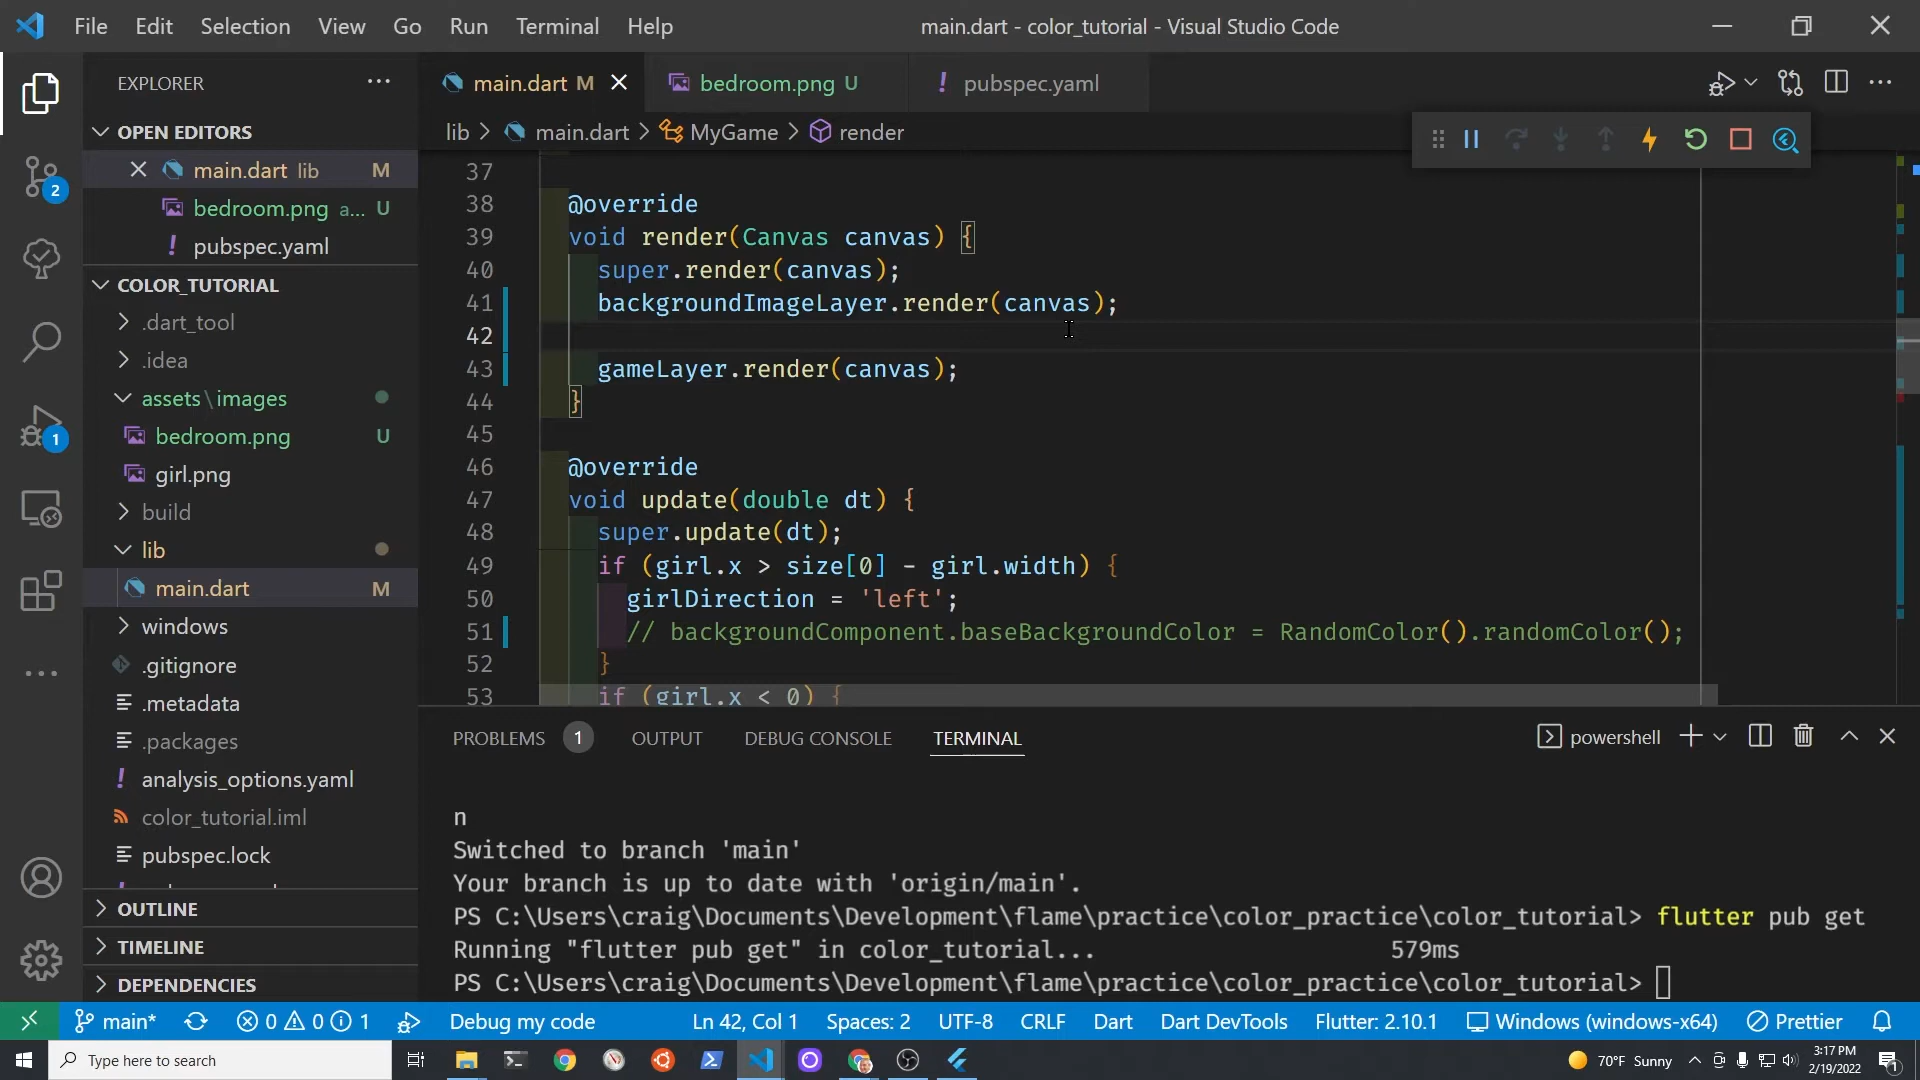 File Edit Selection View Go Run Terminal Help
main.dart - color_tutorial - Visual Studio Code
EXPLORER
main.dart M
bedroom.png U
! pubspec.yaml
OPEN EDITORS
main.dart lib M
bedroom.png a... U
! pubspec.yaml
COLOR_TUTORIAL
.dart_tool
.idea
assets\images
bedroom.png U
girl.png
build
lib
main.dart M
windows
.gitignore
.metadata
.packages
! analysis_options.yaml
color_tutorial.iml
pubspec.lock
OUTLINE
TIMELINE
DEPENDENCIES
2
1
lib > main.dart > MyGame > render
37
38 @override
39 void render(Canvas canvas) {
40 super.render(canvas);
41 backgroundImageLayer.render(canvas);
42
43 gameLayer.render(canvas);
44 }
45
46 @override
47 void update(double dt) {
48 super.update(dt);
49 if (girl.x > size[0] - girl.width) {
50 girlDirection = 'left';
51 // backgroundComponent.baseBackgroundColor = RandomColor().randomColor();
52 }
53 if (girl.x < 0) {
PROBLEMS 1 OUTPUT DEBUG CONSOLE TERMINAL
powershell
n
Switched to branch 'main'
Your branch is up to date with 'origin/main'.
PS C:\Users\craig\Documents\Development\flame\practice\color_practice\color_tutorial> flutter pub get
Running "flutter pub get" in color_tutorial... 579ms
PS C:\Users\craig\Documents\Development\flame\practice\color_practice\color_tutorial>
main* 0 0 1 Debug my code Ln 42, Col 1 Spaces: 2 UTF-8 CRLF Dart Dart DevTools Flutter: 2.10.1 Windows (windows-x64) Prettier
Type here to search
70°F Sunny
3:17 PM
2/19/2022
1